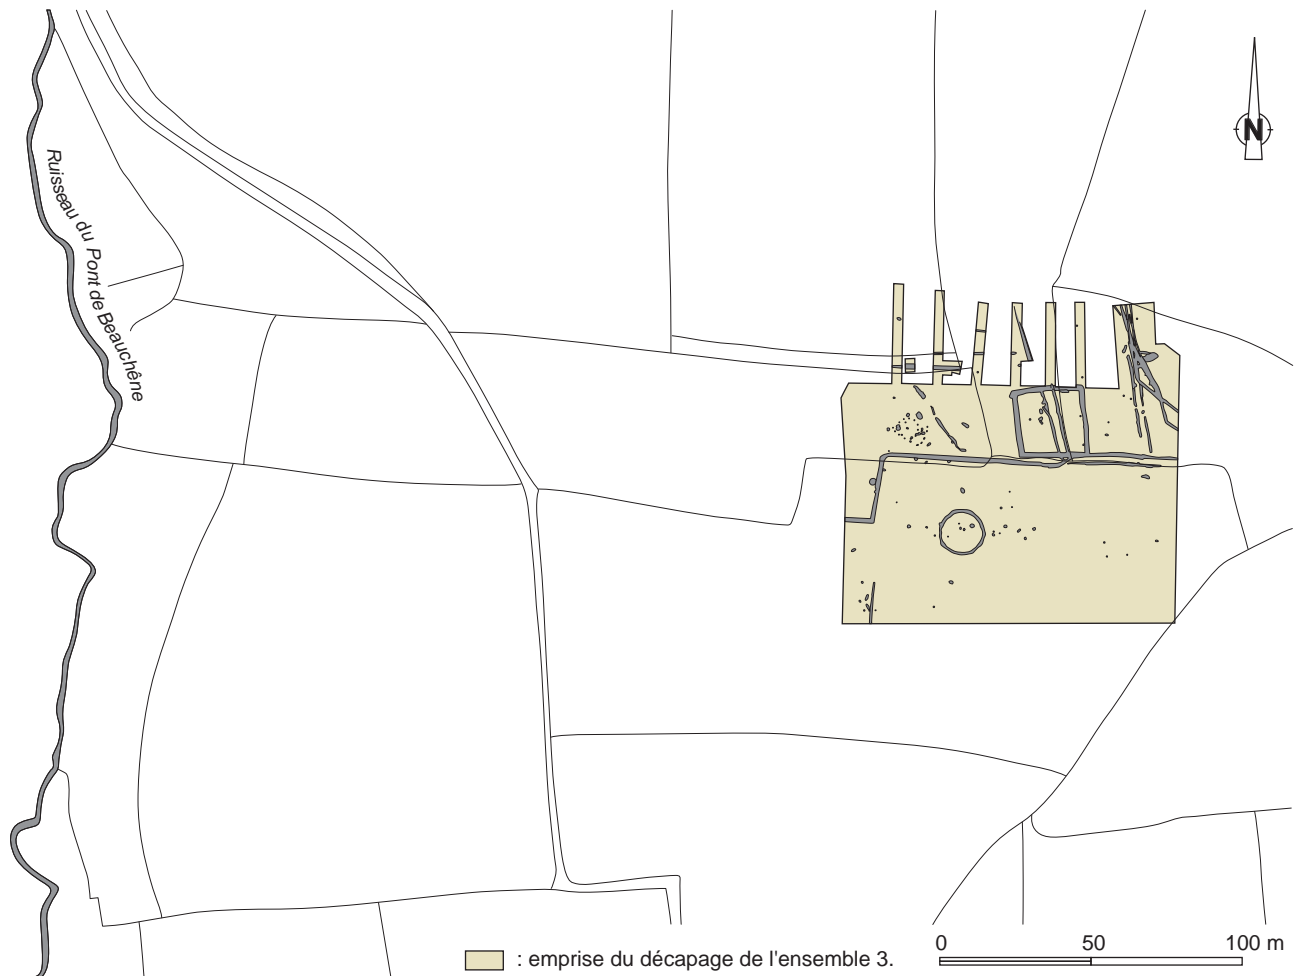 N
Ruisseau du Pont de Beauchêne
0 50 100 m
: emprise du décapage de l'ensemble 3.